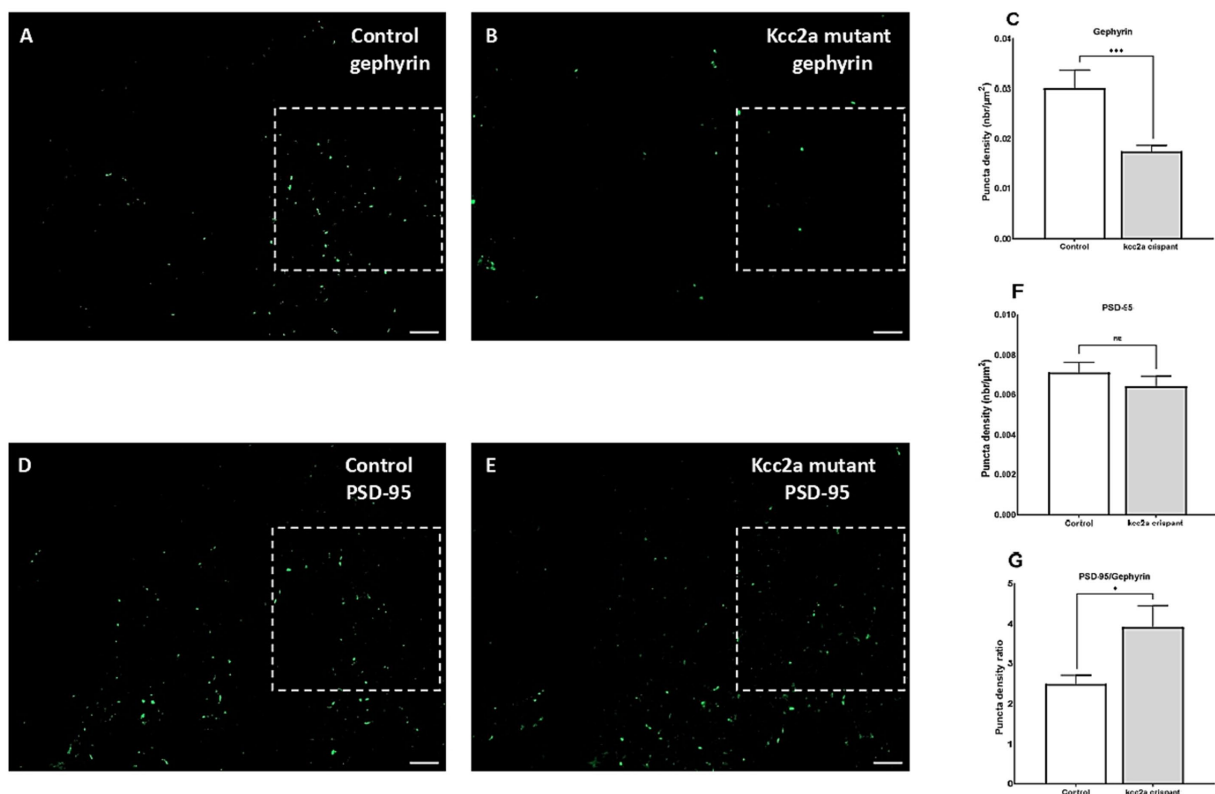 A
Control
gephyrin
B
Kcc2a mutant
gephyrin
C
Gephyrin
***
0.04
0.03
0.02
0.01
0.00
Puncta density (nbr/µm²)
Control
kcc2a crispant
D
Control
PSD-95
E
Kcc2a mutant
PSD-95
F
PSD-95
ns
0.010
0.008
0.006
0.004
0.002
0.000
Puncta density (nbr/µm²)
Control
kcc2a crispant
G
PSD-95/Gephyrin
*
5
4
3
2
1
0
Puncta density ratio
Control
kcc2a crispant